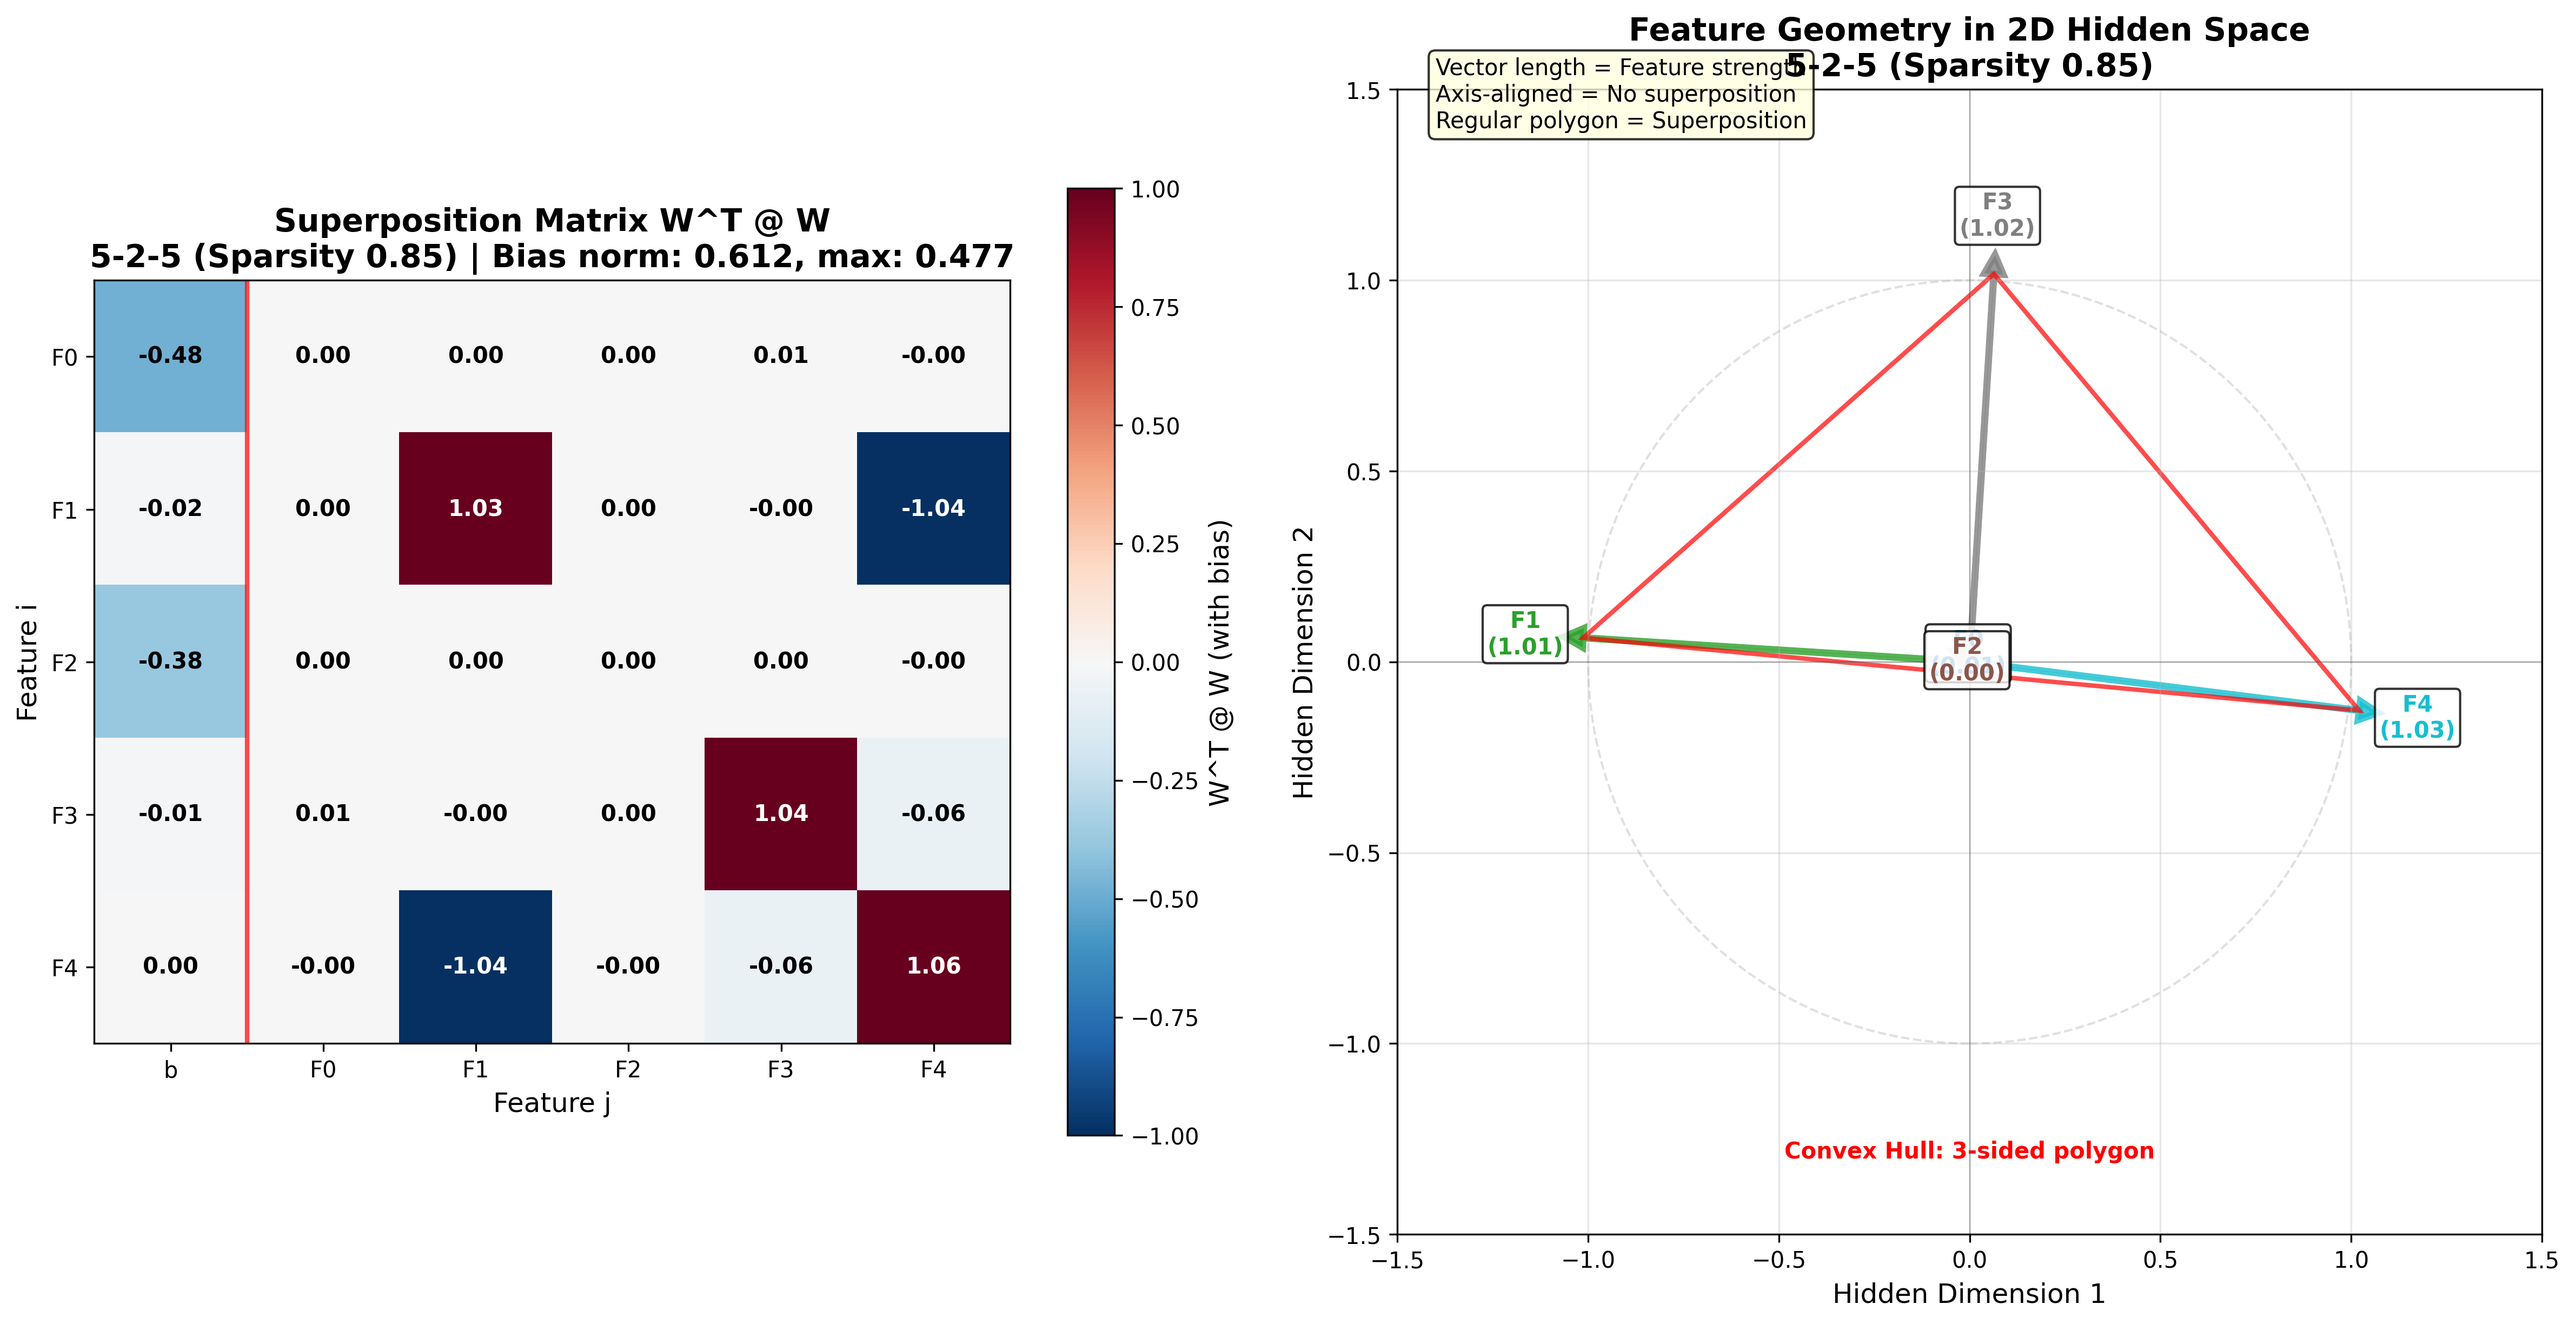 Superposition Matrix W^T @ W
5-2-5 (Sparsity 0.85) | Bias norm: 0.612, max: 0.477
F0 -0.48 0.00 0.00 0.00 0.01 -0.00
F1 -0.02 0.00 1.03 0.00 -0.00 -1.04
F2 -0.38 0.00 0.00 0.00 0.00 -0.00
F3 -0.01 0.01 -0.00 0.00 1.04 -0.06
F4 0.00 -0.00 -1.04 -0.00 -0.06 1.06
b F0 F1 F2 F3 F4
Feature j
Feature i
1.00
0.75
0.50
0.25
0.00
−0.25
−0.50
−0.75
−1.00
W^T @ W (with bias)
Feature Geometry in 2D Hidden Space
5-2-5 (Sparsity 0.85)
Vector length = Feature strength
Axis-aligned = No superposition
Regular polygon = Superposition
1.5
1.0
0.5
0.0
−0.5
−1.0
−1.5
Hidden Dimension 2
F3
(1.02)
F1
(1.01)
F2
(0.00)
F4
(1.03)
Convex Hull: 3-sided polygon
−1.5 −1.0 −0.5 0.0 0.5 1.0 1.5
Hidden Dimension 1